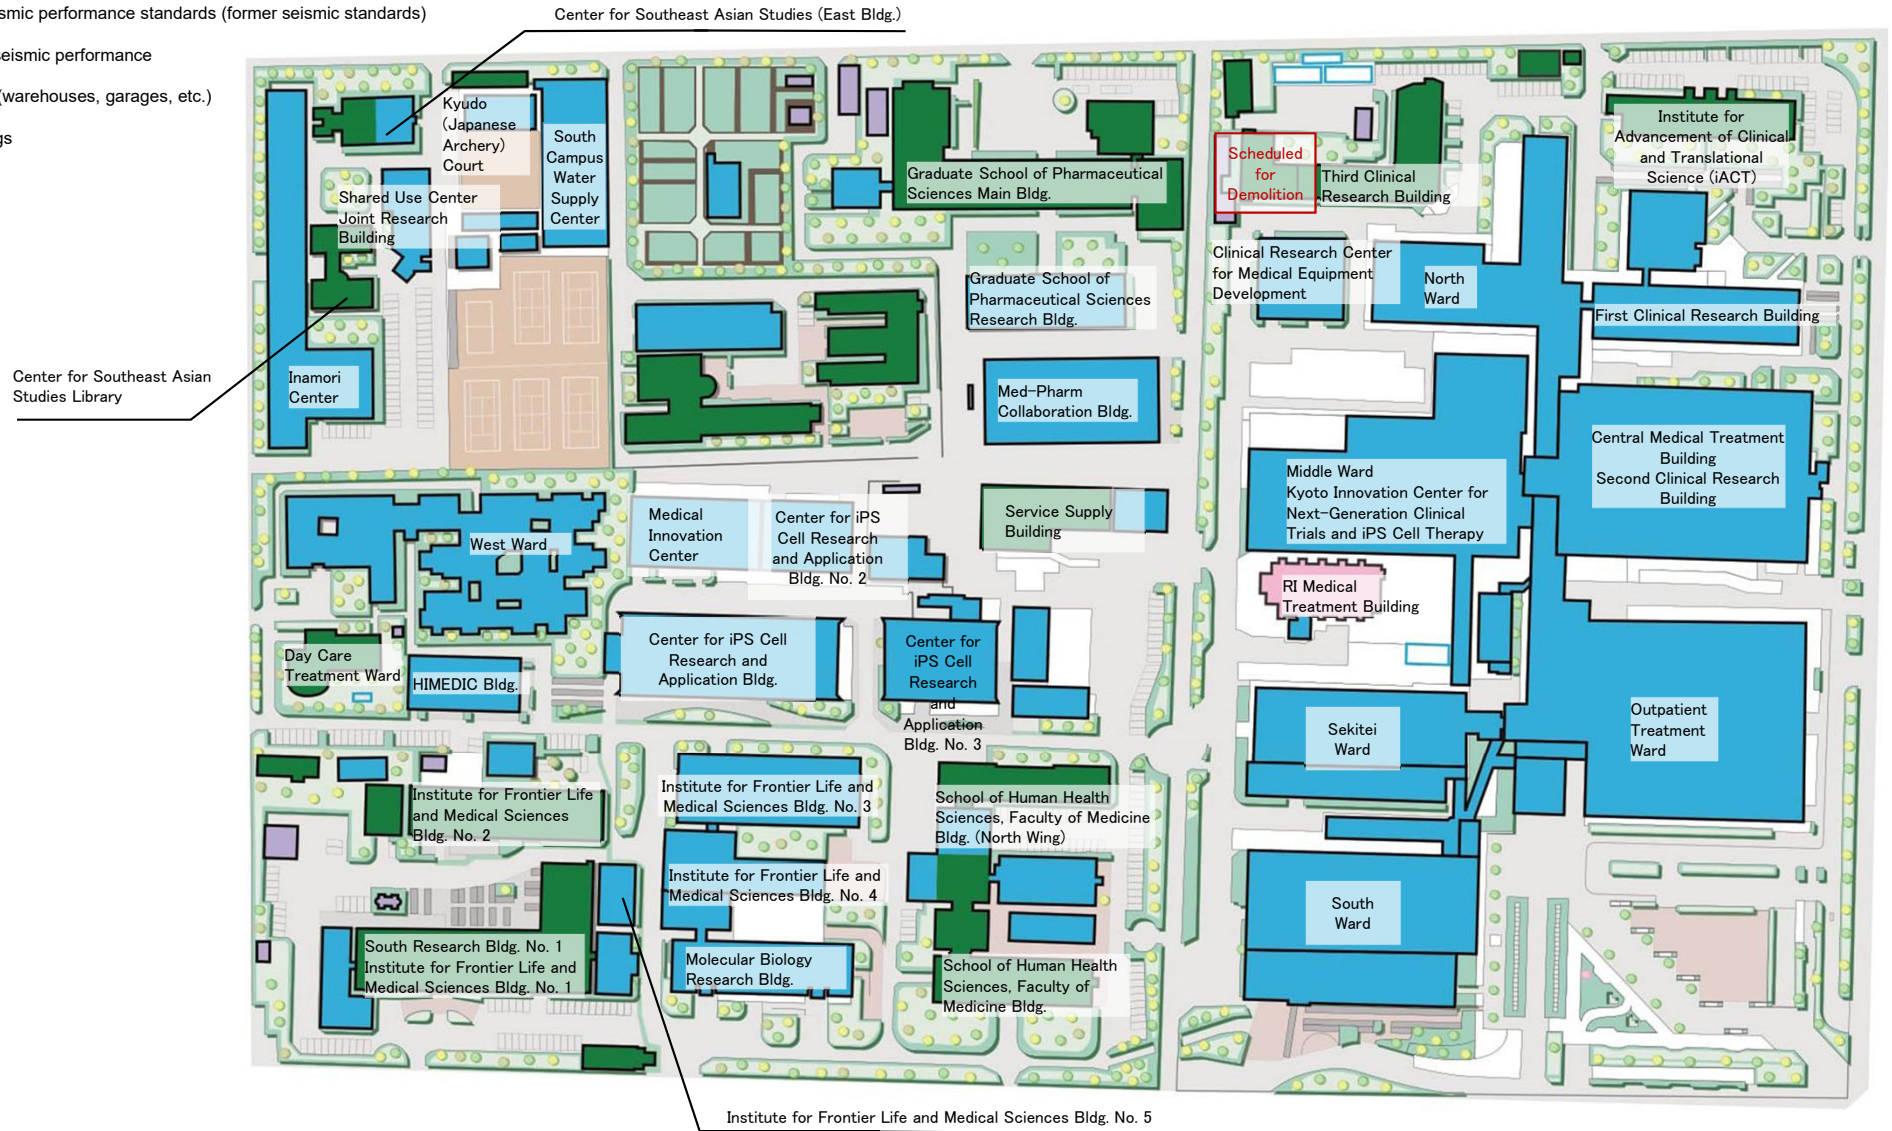 smic performance standards (former seismic standards)
seismic performance
(warehouses, garages, etc.)
gs
Center for Southeast Asian Studies (East Bldg.)
Kyudo
(Japanese
Archery)
Court
South
Campus
Water
Supply
Center
Shared Use Center
Joint Research
Building
Graduate School of Pharmaceutical
Sciences Main Bldg.
Scheduled
for
Demolition
Third Clinical
Research Building
Institute for
Advancement of Clinical
and Translational
Science (iACT)
Graduate School of
Pharmaceutical Sciences
Research Bldg.
Clinical Research Center
for Medical Equipment
Development
North
Ward
First Clinical Research Building
Center for Southeast Asian
Studies Library
Inamori
Center
Med-Pharm
Collaboration Bldg.
Middle Ward
Kyoto Innovation Center for
Next-Generation Clinical
Trials and iPS Cell Therapy
Central Medical Treatment
Building
Second Clinical Research
Building
West Ward
Medical
Innovation
Center
Center for iPS
Cell Research
and Application
Bldg. No. 2
Service Supply
Building
RI Medical
Treatment Building
Day Care
Treatment Ward
HIMEDIC Bldg.
Center for iPS Cell
Research and
Application Bldg.
Center for
iPS Cell
Research
and
Application
Bldg. No. 3
Sekitei
Ward
Outpatient
Treatment
Ward
Institute for Frontier Life
and Medical Sciences
Bldg. No. 2
Institute for Frontier Life and
Medical Sciences Bldg. No. 3
School of Human Health
Sciences, Faculty of Medicine
Bldg. (North Wing)
Institute for Frontier Life and
Medical Sciences Bldg. No. 4
South
Ward
South Research Bldg. No. 1
Institute for Frontier Life and
Medical Sciences Bldg. No. 1
Molecular Biology
Research Bldg.
School of Human Health
Sciences, Faculty of
Medicine Bldg.
Institute for Frontier Life and Medical Sciences Bldg. No. 5